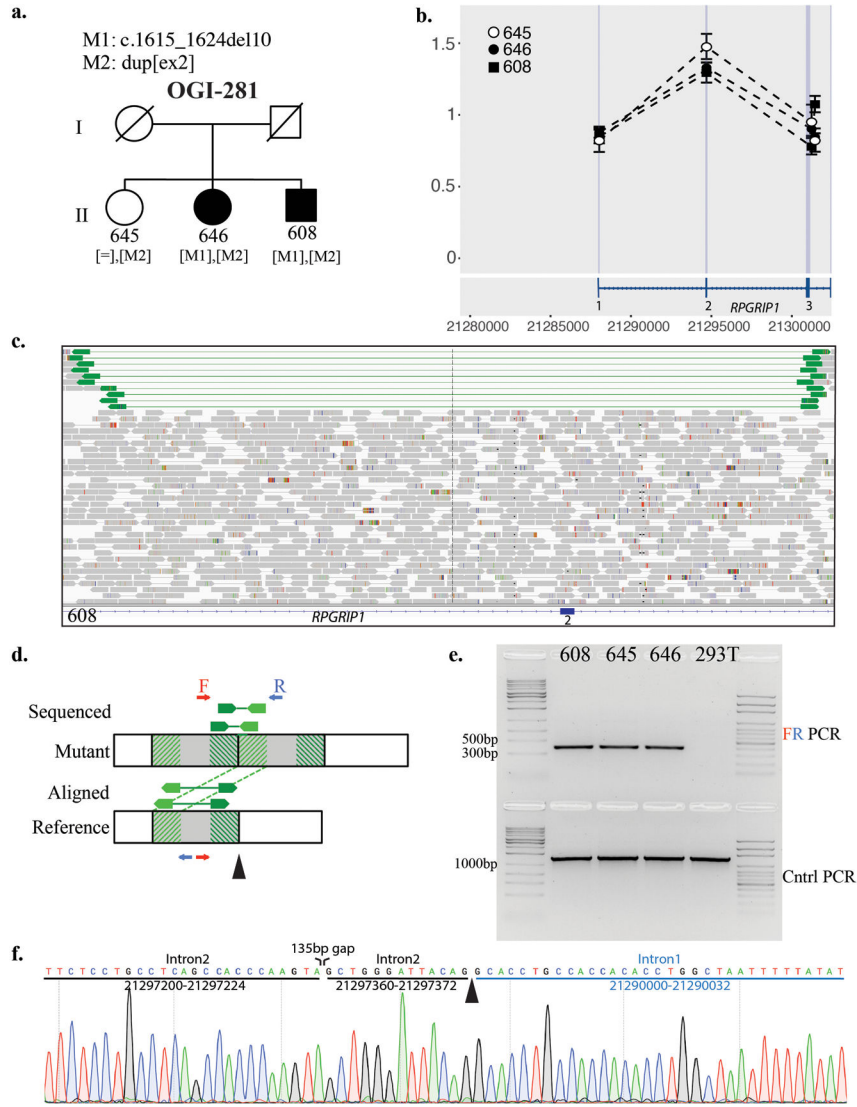 a.
M1: c.1615_1624del10
M2: dup[ex2]
OGI-281
I
II
645 646 608
[=],[M2] [M1],[M2] [M1],[M2]
b.
645
646
608
1.5
1
0.5
0
1 2 RPGRIP1 3
21280000 21285000 21290000 21295000 21300000
c.
608 RPGRIP1 2
d.
F R
Sequenced
Mutant
Aligned
Reference
e.
608 645 646 293T
500bp
300bp
FR PCR
1000bp
Cntrl PCR
f.
Intron2 135bp gap Intron2 Intron1
TTCTCCTGCCTCAGCCACCCAAGTAGCTGGGATTACAGGCACCTGCCACCACACCTGGCTAATTTTTATAT
21297200-21297224 21297360-21297372 21290000-21290032